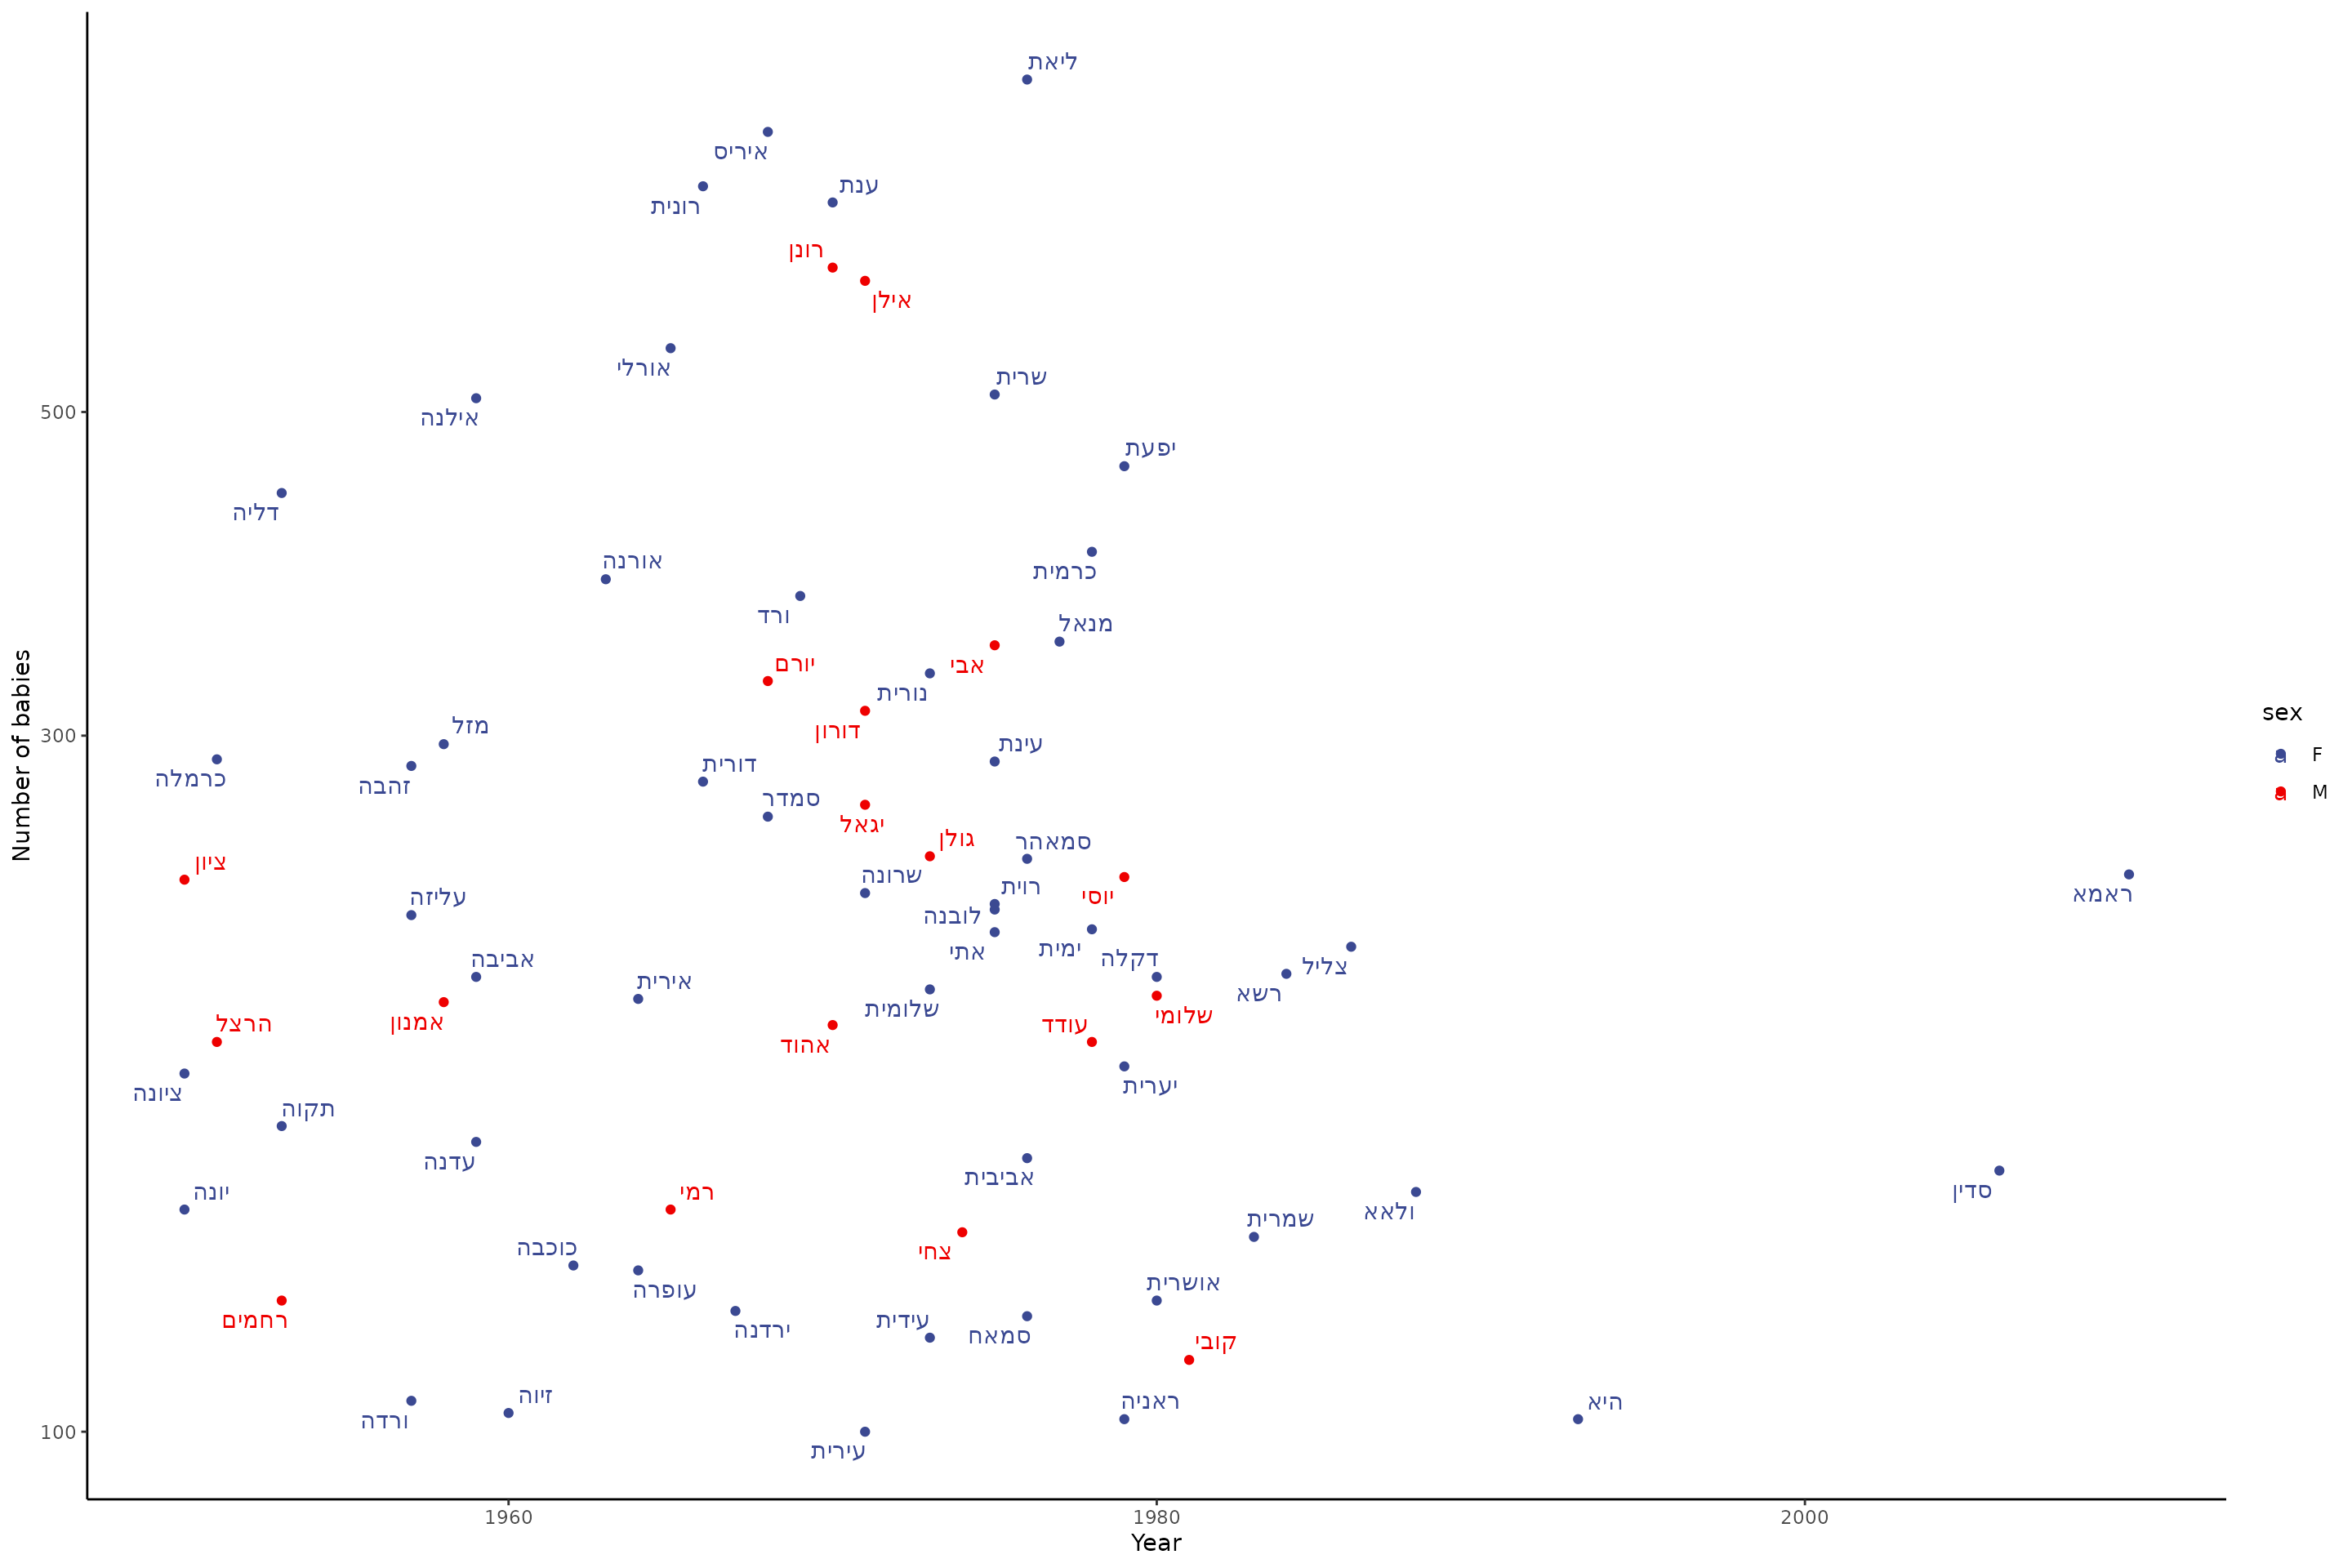 ליאת
איריס
ענת
רונית
רונן
אילן
אורלי
שרית
500
אילנה
יפעת
דליה
אורנה
כרמית
ורד
מנאל
יורם
אבי
נורית
דורון
מזל
300
עינת
כרמלה
זהבה
דורית
סמדר
יגאל
גולן
סמאהר
ציון
שרונה
רוית
יוסי
ראמא
עליזה
לובנה
אתי
ימית
דקלה
צליל
אביבה
אירית
רשא
שלומית
שלומי
הרצל
אמנון
אהוד
עודד
ציונה
יערית
תקוה
עדנה
אביבית
יונה
רמי
סדין
ולאא
שמרית
כוכבה
צחי
עופרה
אושרית
רחמים
ירדנה
עידית
סמאח
קובי
ורדה
זיוה
ראניה
היא
100
עירית
1960
1980
2000
Year
Number of babies
sex
a F
a M